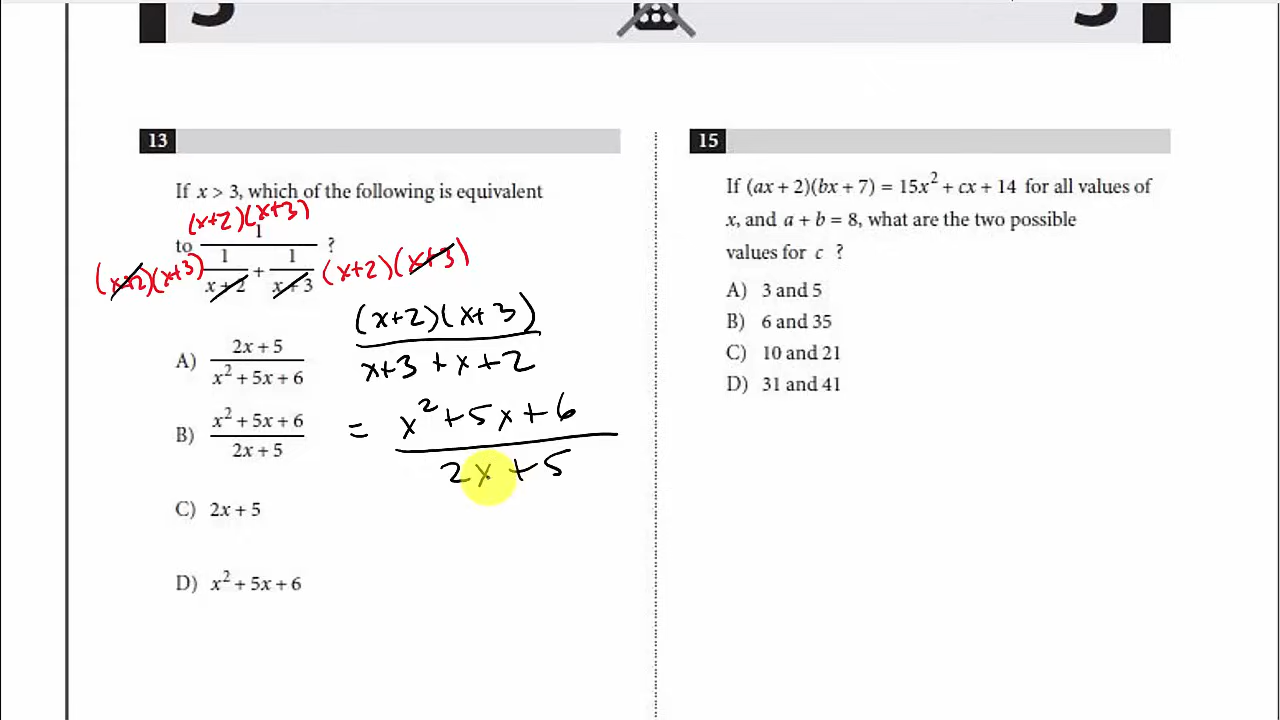 3 3
13
If x > 3, which of the following is equivalent
(x+2)(x+3)
to 1 / (1/(x+2) + 1/(x+3)) ?
(x+2)(x+3) (x+2)(x+3)
(x+2)(x+3)
x+3 + x+2
A) (2x + 5)/(x² + 5x + 6)
= (x² + 5x + 6)/(2x + 5)
B) (x² + 5x + 6)/(2x + 5)
C) 2x + 5
D) x² + 5x + 6
15
If (ax + 2)(bx + 7) = 15x² + cx + 14 for all values of
x, and a + b = 8, what are the two possible
values for c ?
A) 3 and 5
B) 6 and 35
C) 10 and 21
D) 31 and 41